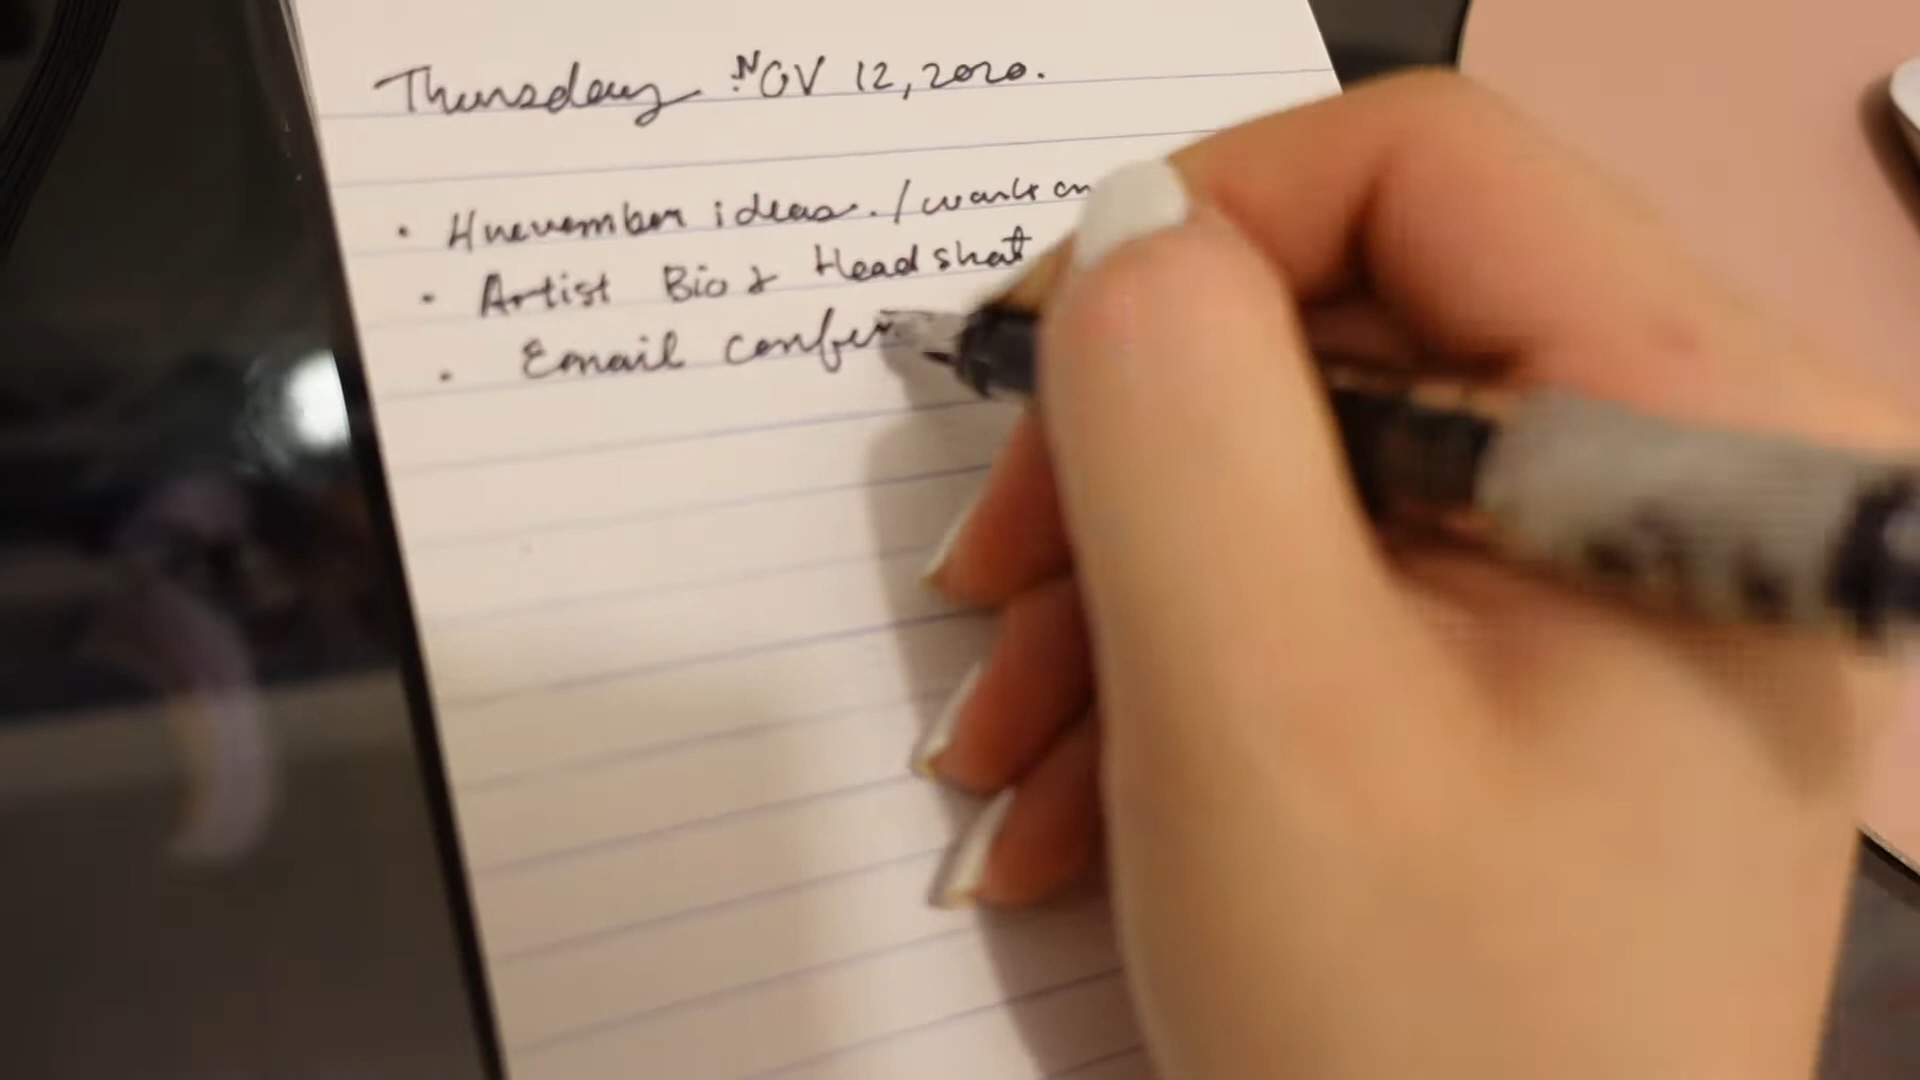 Thursday NOV 12, 2020.
• Huevember ideas. / work on
• Artist Bio & Headshot
• Email confer